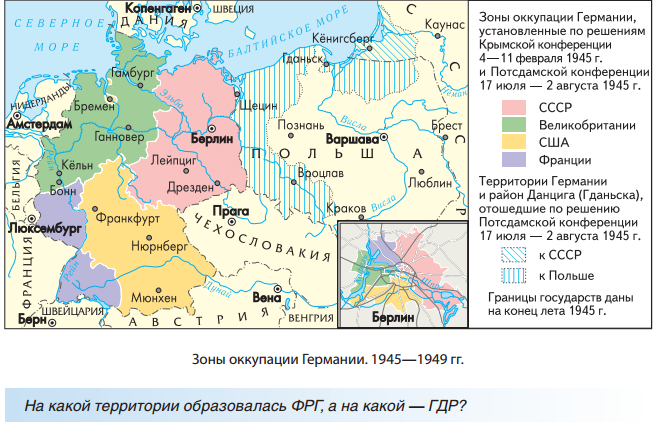 СЕВЕРНОЕ
МОРЕ
ДАНИЯ
Копенгаген
ШВЕЦИЯ
БАЛТИЙСКОЕ МОРЕ
Каунас
Кёнигсберг
Гданьск
Неман
Гамбург
НИДЕРЛАНДЫ
Бремен
Эльба
Щецин
Амстердам
Ганновер
Берлин
Познань
Висла
Варшава
Брест
ПОЛЬША
СССР
Кёльн
Рейн
Лейпциг
Бонн
Дрезден
Вроцлав
Люблин
БЕЛЬГИЯ
Люксембург
Франкфурт
Прага
Краков
Висла
ЧЕХОСЛОВАКИЯ
Нюрнберг
ФРАНЦИЯ
Рейн
Дунай
Мюнхен
Вена
Берн
ШВЕЙЦАРИЯ
АВСТРИЯ
ВЕНГРИЯ
Берлин
Зоны оккупации Германии,
установленные по решениям
Крымской конференции
4—11 февраля 1945 г.
и Потсдамской конференции
17 июля — 2 августа 1945 г.
СССР
Великобритании
США
Франции
Территории Германии
и район Данцига (Гданьска),
отошедшие по решению
Потсдамской конференции
17 июля — 2 августа 1945 г.
к СССР
к Польше
Границы государств даны
на конец лета 1945 г.
Зоны оккупации Германии. 1945—1949 гг.
На какой территории образовалась ФРГ, а на какой — ГДР?